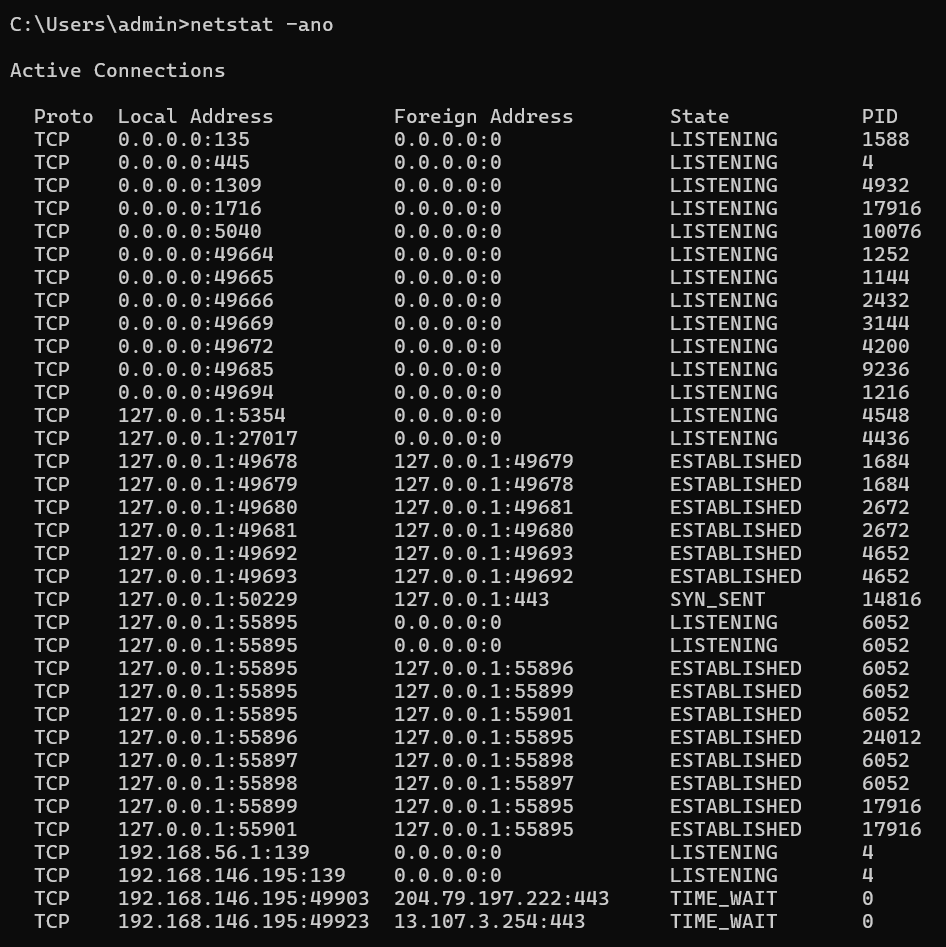 C:\Users\admin>netstat -ano
Active Connections
Proto  Local Address          Foreign Address        State           PID
TCP    0.0.0.0:135            0.0.0.0:0              LISTENING       1588
TCP    0.0.0.0:445            0.0.0.0:0              LISTENING       4
TCP    0.0.0.0:1309           0.0.0.0:0              LISTENING       4932
TCP    0.0.0.0:1716           0.0.0.0:0              LISTENING       17916
TCP    0.0.0.0:5040           0.0.0.0:0              LISTENING       10076
TCP    0.0.0.0:49664          0.0.0.0:0              LISTENING       1252
TCP    0.0.0.0:49665          0.0.0.0:0              LISTENING       1144
TCP    0.0.0.0:49666          0.0.0.0:0              LISTENING       2432
TCP    0.0.0.0:49669          0.0.0.0:0              LISTENING       3144
TCP    0.0.0.0:49672          0.0.0.0:0              LISTENING       4200
TCP    0.0.0.0:49685          0.0.0.0:0              LISTENING       9236
TCP    0.0.0.0:49694          0.0.0.0:0              LISTENING       1216
TCP    127.0.0.1:5354         0.0.0.0:0              LISTENING       4548
TCP    127.0.0.1:27017        0.0.0.0:0              LISTENING       4436
TCP    127.0.0.1:49678        127.0.0.1:49679        ESTABLISHED     1684
TCP    127.0.0.1:49679        127.0.0.1:49678        ESTABLISHED     1684
TCP    127.0.0.1:49680        127.0.0.1:49681        ESTABLISHED     2672
TCP    127.0.0.1:49681        127.0.0.1:49680        ESTABLISHED     2672
TCP    127.0.0.1:49692        127.0.0.1:49693        ESTABLISHED     4652
TCP    127.0.0.1:49693        127.0.0.1:49692        ESTABLISHED     4652
TCP    127.0.0.1:50229        127.0.0.1:443          SYN_SENT        14816
TCP    127.0.0.1:55895        0.0.0.0:0              LISTENING       6052
TCP    127.0.0.1:55895        0.0.0.0:0              LISTENING       6052
TCP    127.0.0.1:55895        127.0.0.1:55896        ESTABLISHED     6052
TCP    127.0.0.1:55895        127.0.0.1:55899        ESTABLISHED     6052
TCP    127.0.0.1:55895        127.0.0.1:55901        ESTABLISHED     6052
TCP    127.0.0.1:55896        127.0.0.1:55895        ESTABLISHED     24012
TCP    127.0.0.1:55897        127.0.0.1:55898        ESTABLISHED     6052
TCP    127.0.0.1:55898        127.0.0.1:55897        ESTABLISHED     6052
TCP    127.0.0.1:55899        127.0.0.1:55895        ESTABLISHED     17916
TCP    127.0.0.1:55901        127.0.0.1:55895        ESTABLISHED     17916
TCP    192.168.56.1:139       0.0.0.0:0              LISTENING       4
TCP    192.168.146.195:139    0.0.0.0:0              LISTENING       4
TCP    192.168.146.195:49903  204.79.197.222:443     TIME_WAIT       0
TCP    192.168.146.195:49923  13.107.3.254:443       TIME_WAIT       0